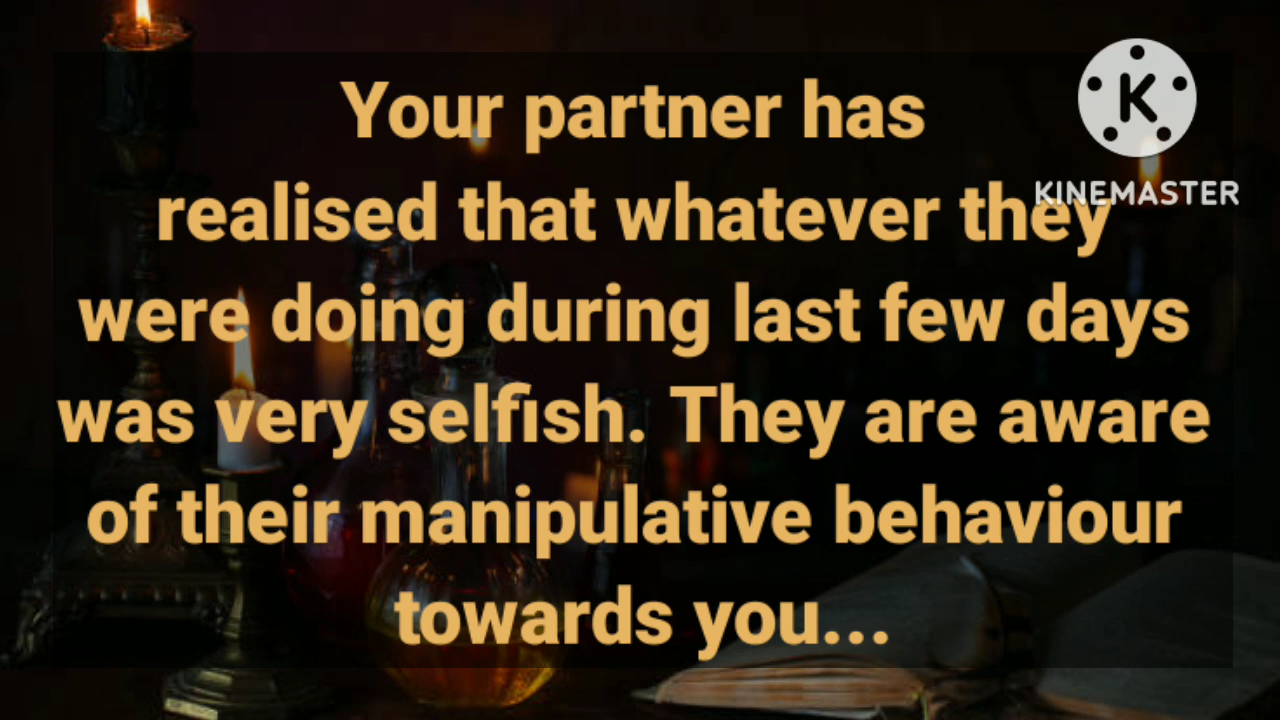 Your partner has
realised that whatever they
were doing during last few days
was very selfish. They are aware
of their manipulative behaviour
towards you...
K
KINEMASTER